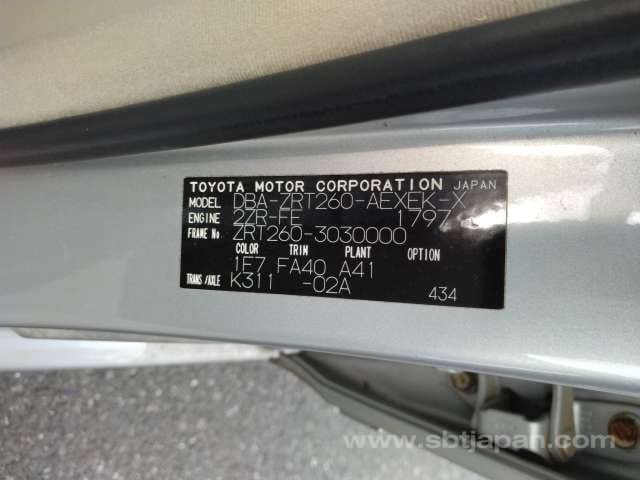 TOYOTA MOTOR CORPORATION JAPAN
MODEL DBA-ZRT260-AEXEK-X
ENGINE 2ZR-FE 1797
FRAME No. ZRT260-3030000
COLOR TRIM PLANT OPTION
1E7 FA40 A41
TRANS/AXLE K311 -02A
434
www.sbtjapan.com